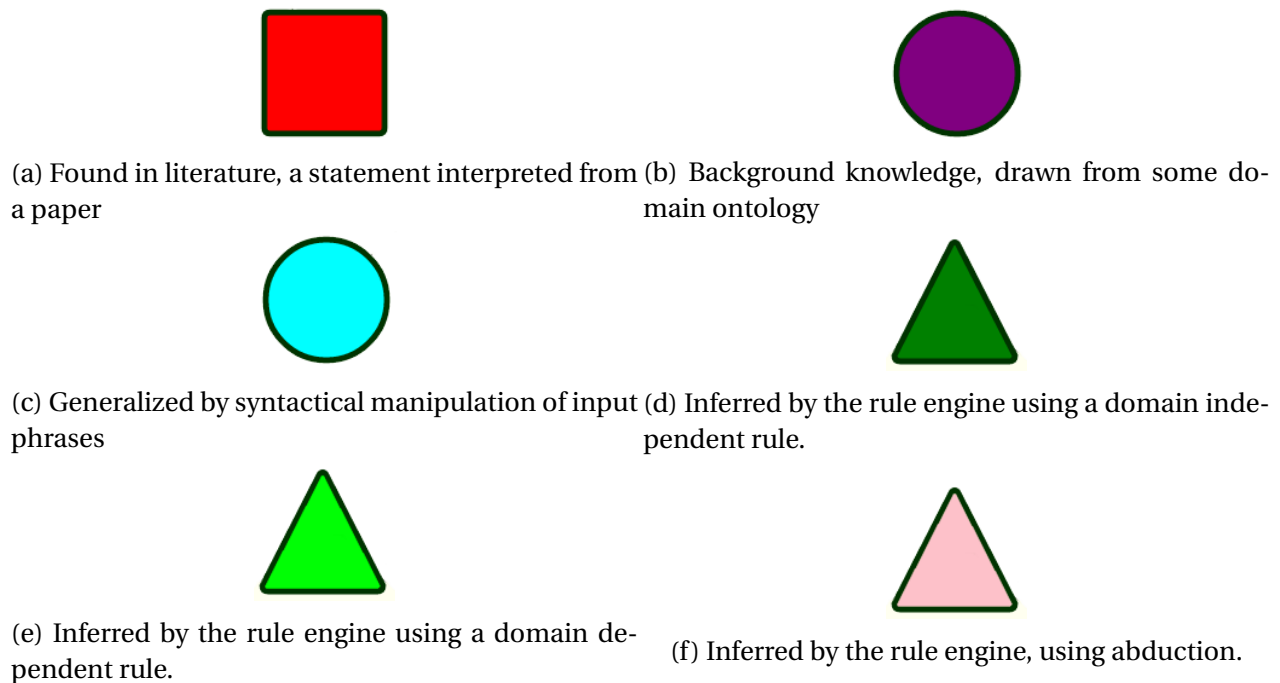 (a) Found in literature, a statement interpreted from
a paper
(b) Background knowledge, drawn from some do-
main ontology
(c) Generalized by syntactical manipulation of input
phrases
(d) Inferred by the rule engine using a domain inde-
pendent rule.
(e) Inferred by the rule engine using a domain de-
pendent rule.
(f) Inferred by the rule engine, using abduction.